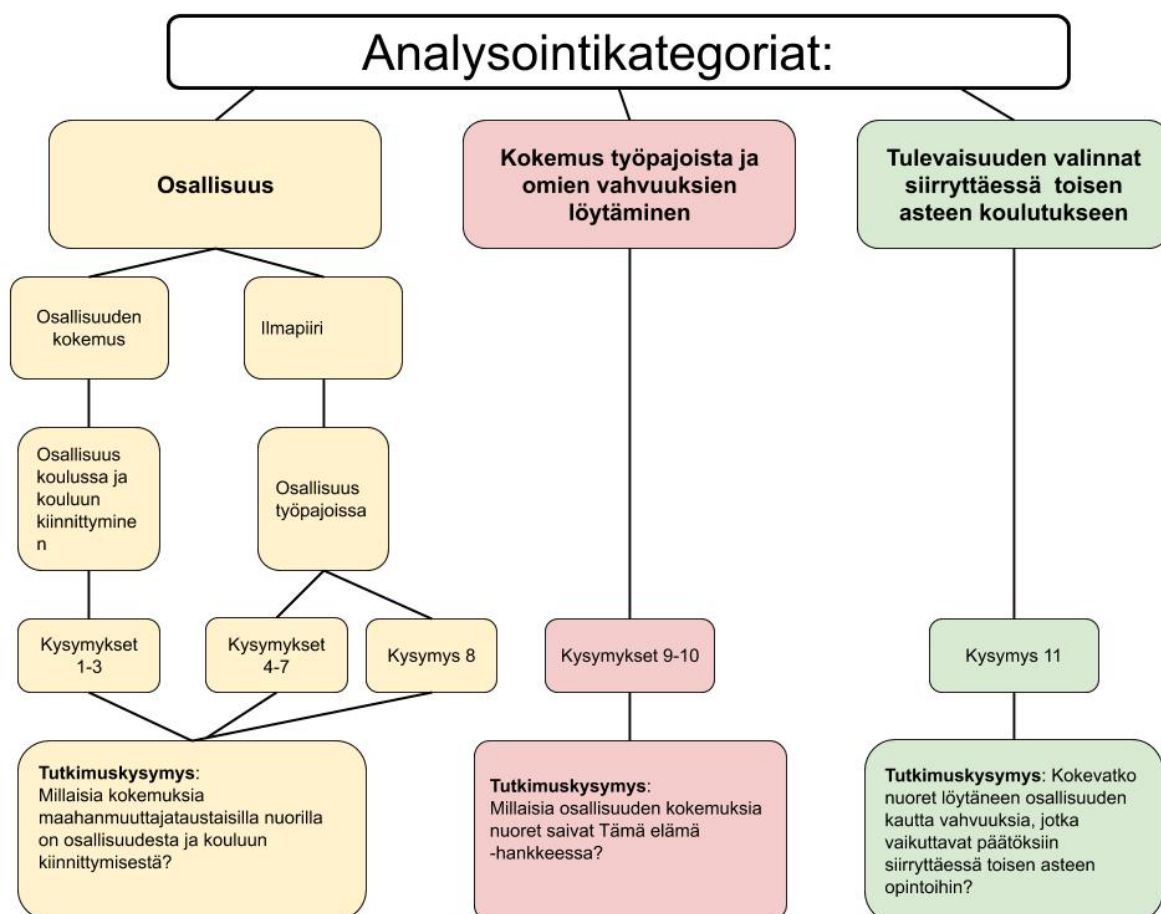 Analysointikategoriat:
Osallisuus
Kokemus työpajoista ja
omien vahvuuksien
löytäminen
Tulevaisuuden valinnat
siirryttäessä toisen
asteen koulutukseen
Osallisuuden
kokemus
Ilmapiiri
Osallisuus
koulussa ja
kouluun
kiinnittymine
n
Osallisuus
työpajoissa
Kysymykset
1-3
Kysymykset
4-7
Kysymys 8
Kysymykset 9-10
Kysymys 11
Tutkimuskysymys:
Millaisia kokemuksia
maahanmuuttajataustaisilla nuorilla
on osallisuudesta ja kouluun
kiinnittymisestä?
Tutkimuskysymys:
Millaisia osallisuuden kokemuksia
nuoret saivat Tämä elämä
-hankkeessa?
Tutkimuskysymys: Kokevatko
nuoret löytäneen osallisuuden
kautta vahvuuksia, jotka
vaikuttavat päätöksiin
siirryttäessä toisen asteen
opintoihin?